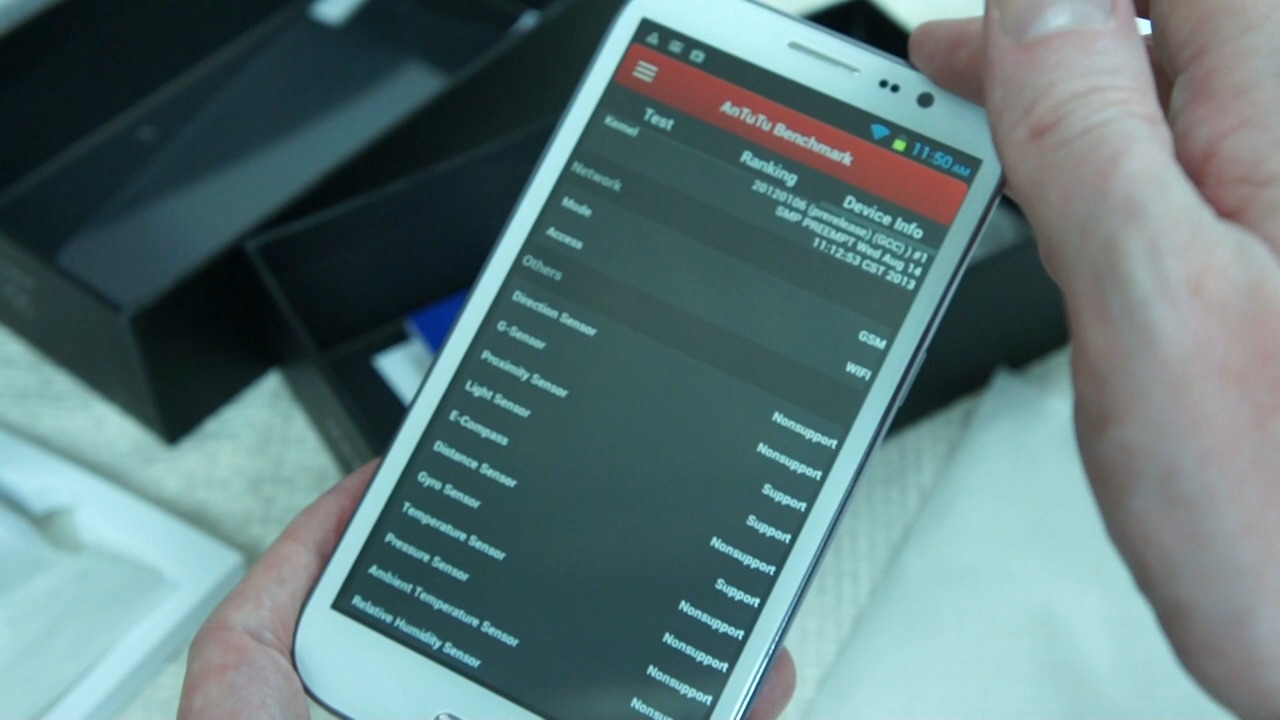 11:50 AM
AnTuTu Benchmark
Test
Ranking
Device Info
Kernel
20120106 (prerelease) (GCC) ) #1
SMP PREEMPT Wed Aug 14
11:12:53 CST 2013
Network
Mode GSM
Access WIFI
Others
Direction Sensor Nonsupport
G-Sensor Nonsupport
Proximity Sensor Support
Light Sensor Support
E-Compass Nonsupport
Distance Sensor Support
Gyro Sensor Nonsupport
Temperature Sensor Nonsupport
Pressure Sensor Nonsupport
Ambient Temperature Sensor
Relative Humidity Sensor